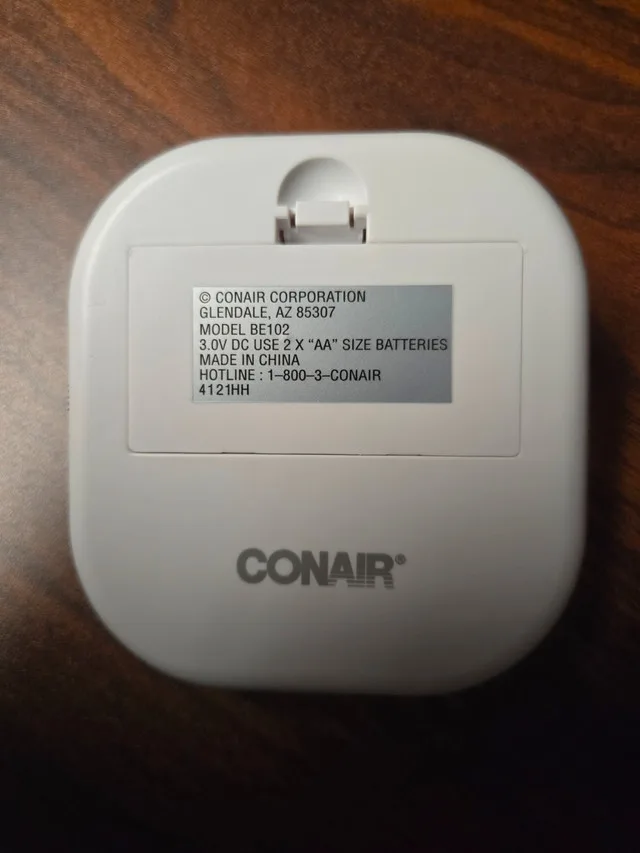 © CONAIR CORPORATION
GLENDALE, AZ 85307
MODEL BE102
3.0V DC USE 2 X “AA” SIZE BATTERIES
MADE IN CHINA
HOTLINE : 1–800–3–CONAIR
4121HH
CONAIR®